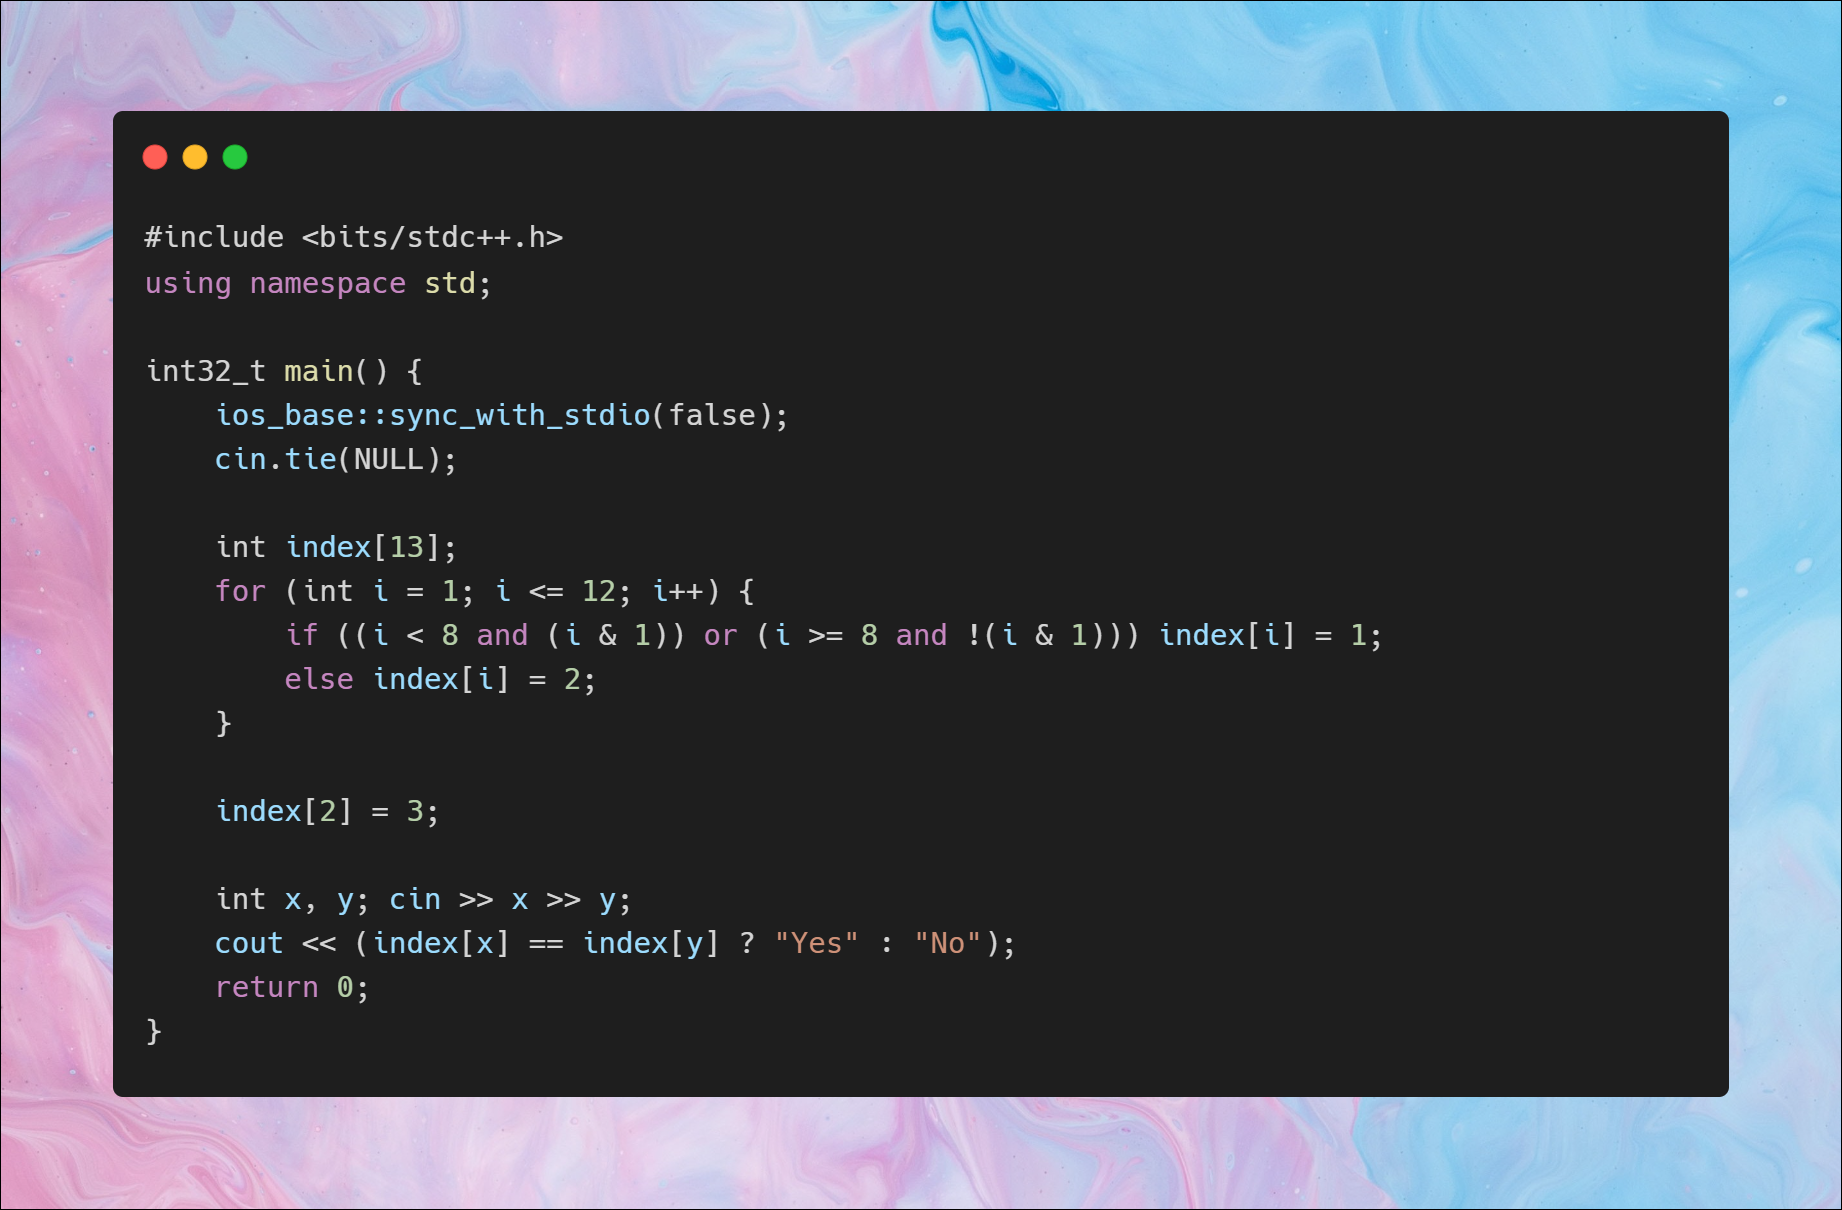 #include <bits/stdc++.h>
using namespace std;
int32_t main() {
ios_base::sync_with_stdio(false);
cin.tie(NULL);
int index[13];
for (int i = 1; i <= 12; i++) {
if ((i < 8 and (i & 1)) or (i >= 8 and !(i & 1))) index[i] = 1;
else index[i] = 2;
}
index[2] = 3;
int x, y; cin >> x >> y;
cout << (index[x] == index[y] ? "Yes" : "No");
return 0;
}